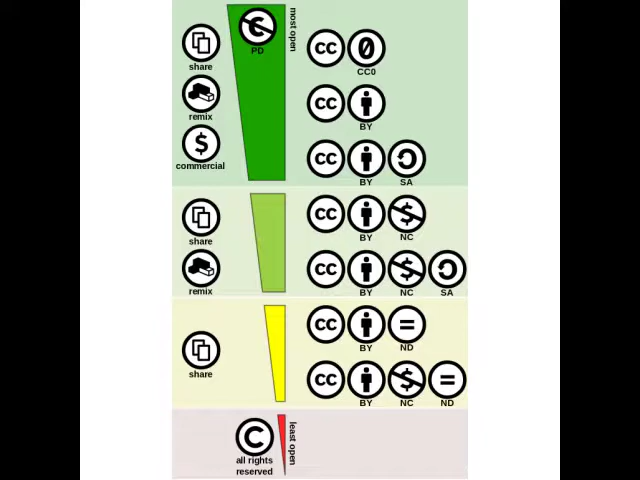 most open
PD
share
cc 0
CC0
remix
cc
BY
$
commercial
cc
BY SA
share
cc $
BY NC
remix
cc $
BY NC SA
cc =
BY ND
share
cc $ =
BY NC ND
C
all rights
reserved
least open